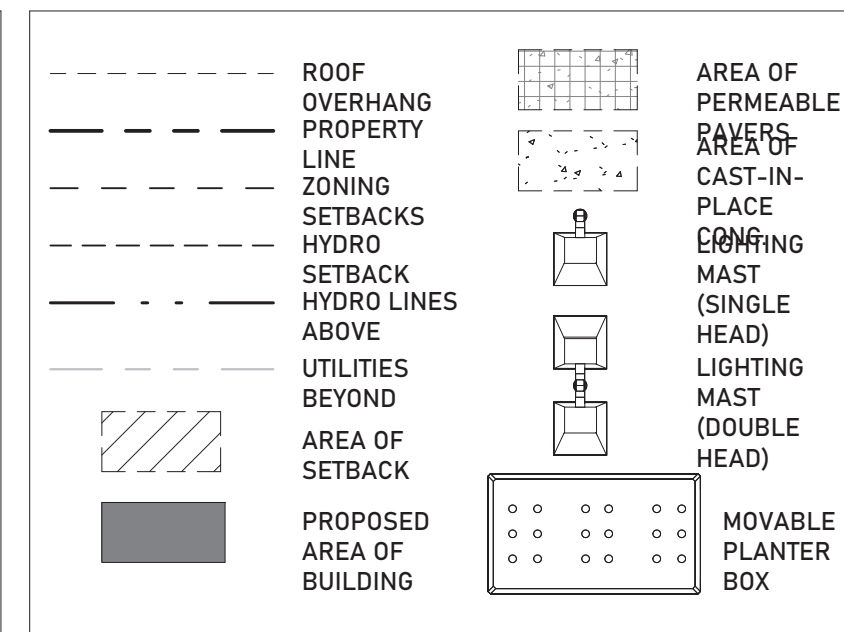 ROOF
OVERHANG
PROPERTY
LINE
ZONING
SETBACKS
HYDRO
SETBACK
HYDRO LINES
ABOVE
UTILITIES
BEYOND
AREA OF
SETBACK
PROPOSED
AREA OF
BUILDING
AREA OF
PERMEABLE
PAVERS
AREA OF
CAST-IN-
PLACE
CONC.
LIGHTING
MAST
(SINGLE
HEAD)
LIGHTING
MAST
(DOUBLE
HEAD)
MOVABLE
PLANTER
BOX